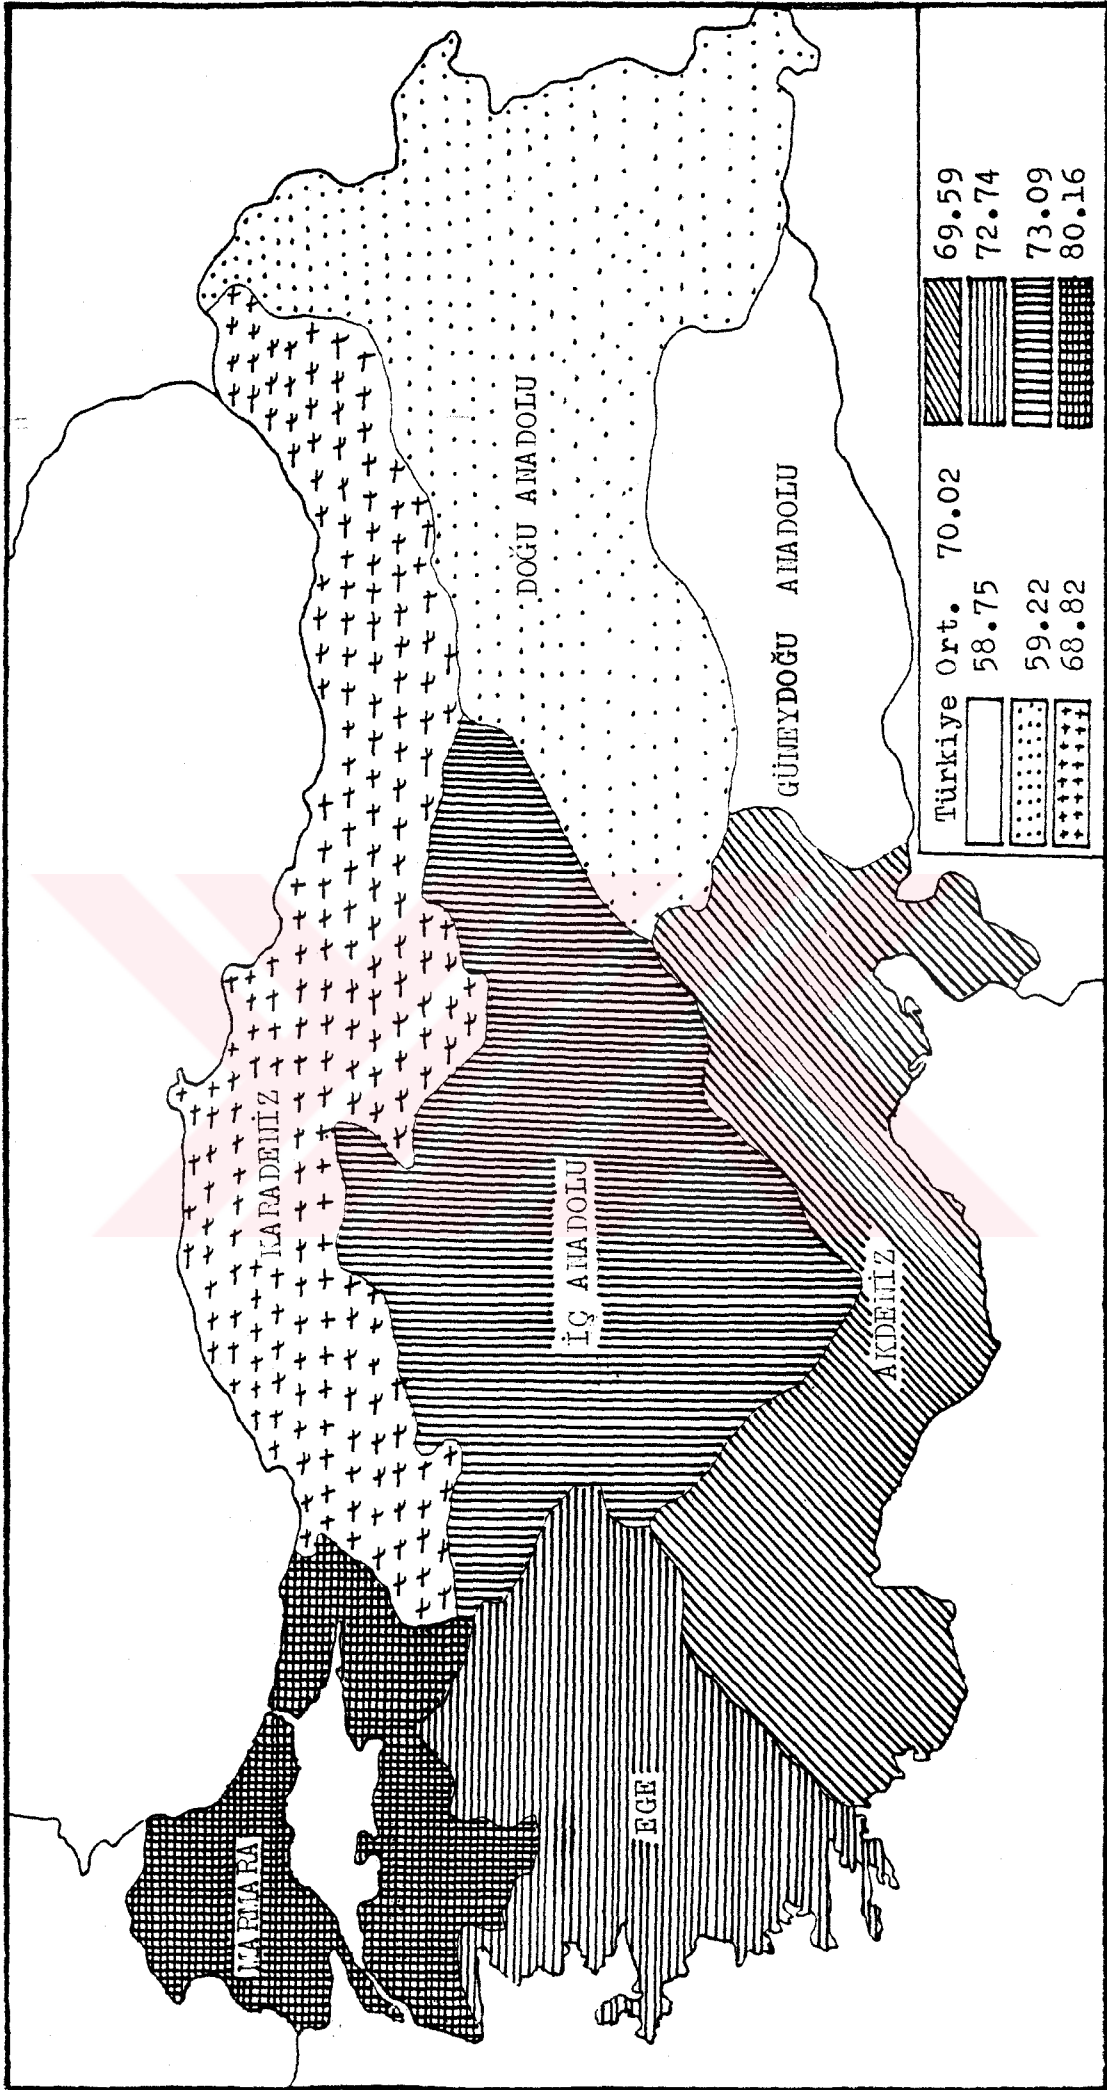 MARMARA
KARADENİZ
EGE
İÇ ANADOLU
DOĞU ANADOLU
AKDENİZ
GÜNEYDOĞU ANADOLU
Türkiye Ort. 70.02
58.75
59.22
68.82
69.59
72.74
73.09
80.16